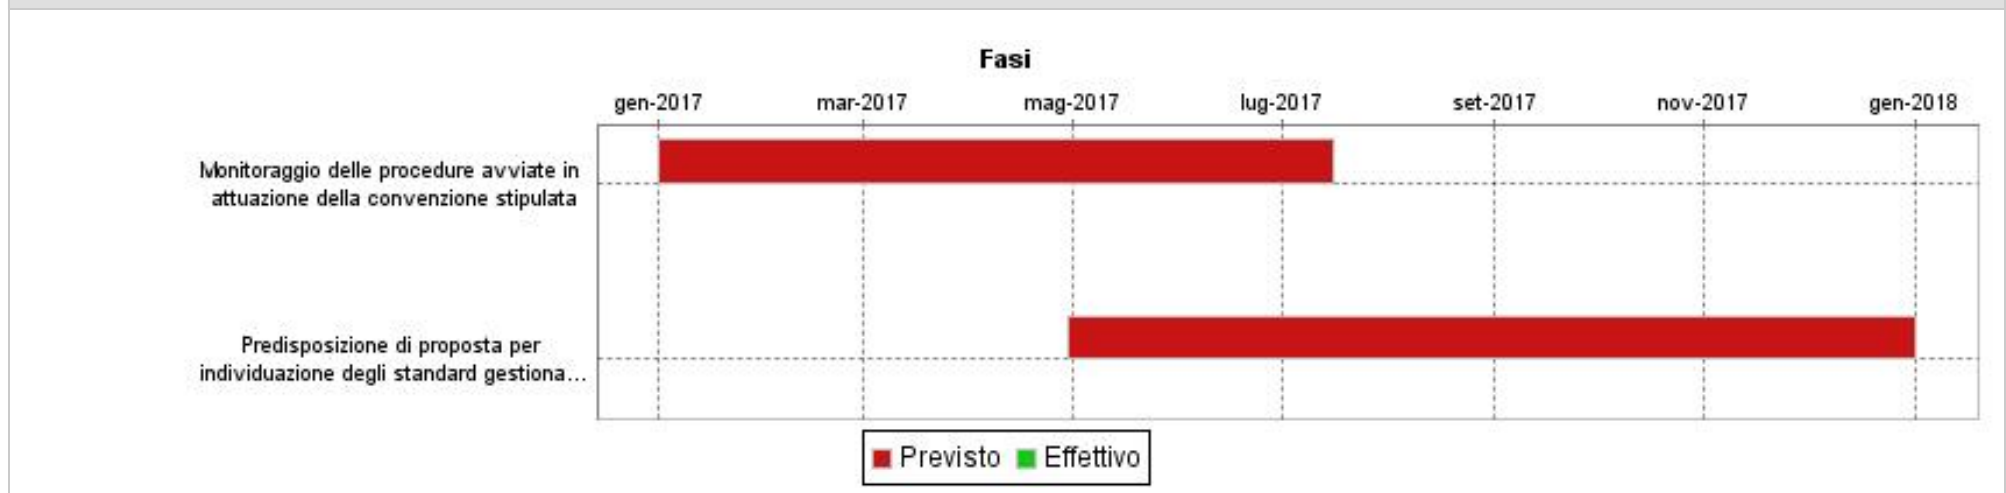 Fasi
gen-2017 mar-2017 mag-2017 lug-2017 set-2017 nov-2017 gen-2018
Monitoraggio delle procedure avviate in
attuazione della convenzione stipulata
Predisposizione di proposta per
individuazione degli standard gestiona...
Previsto Effettivo